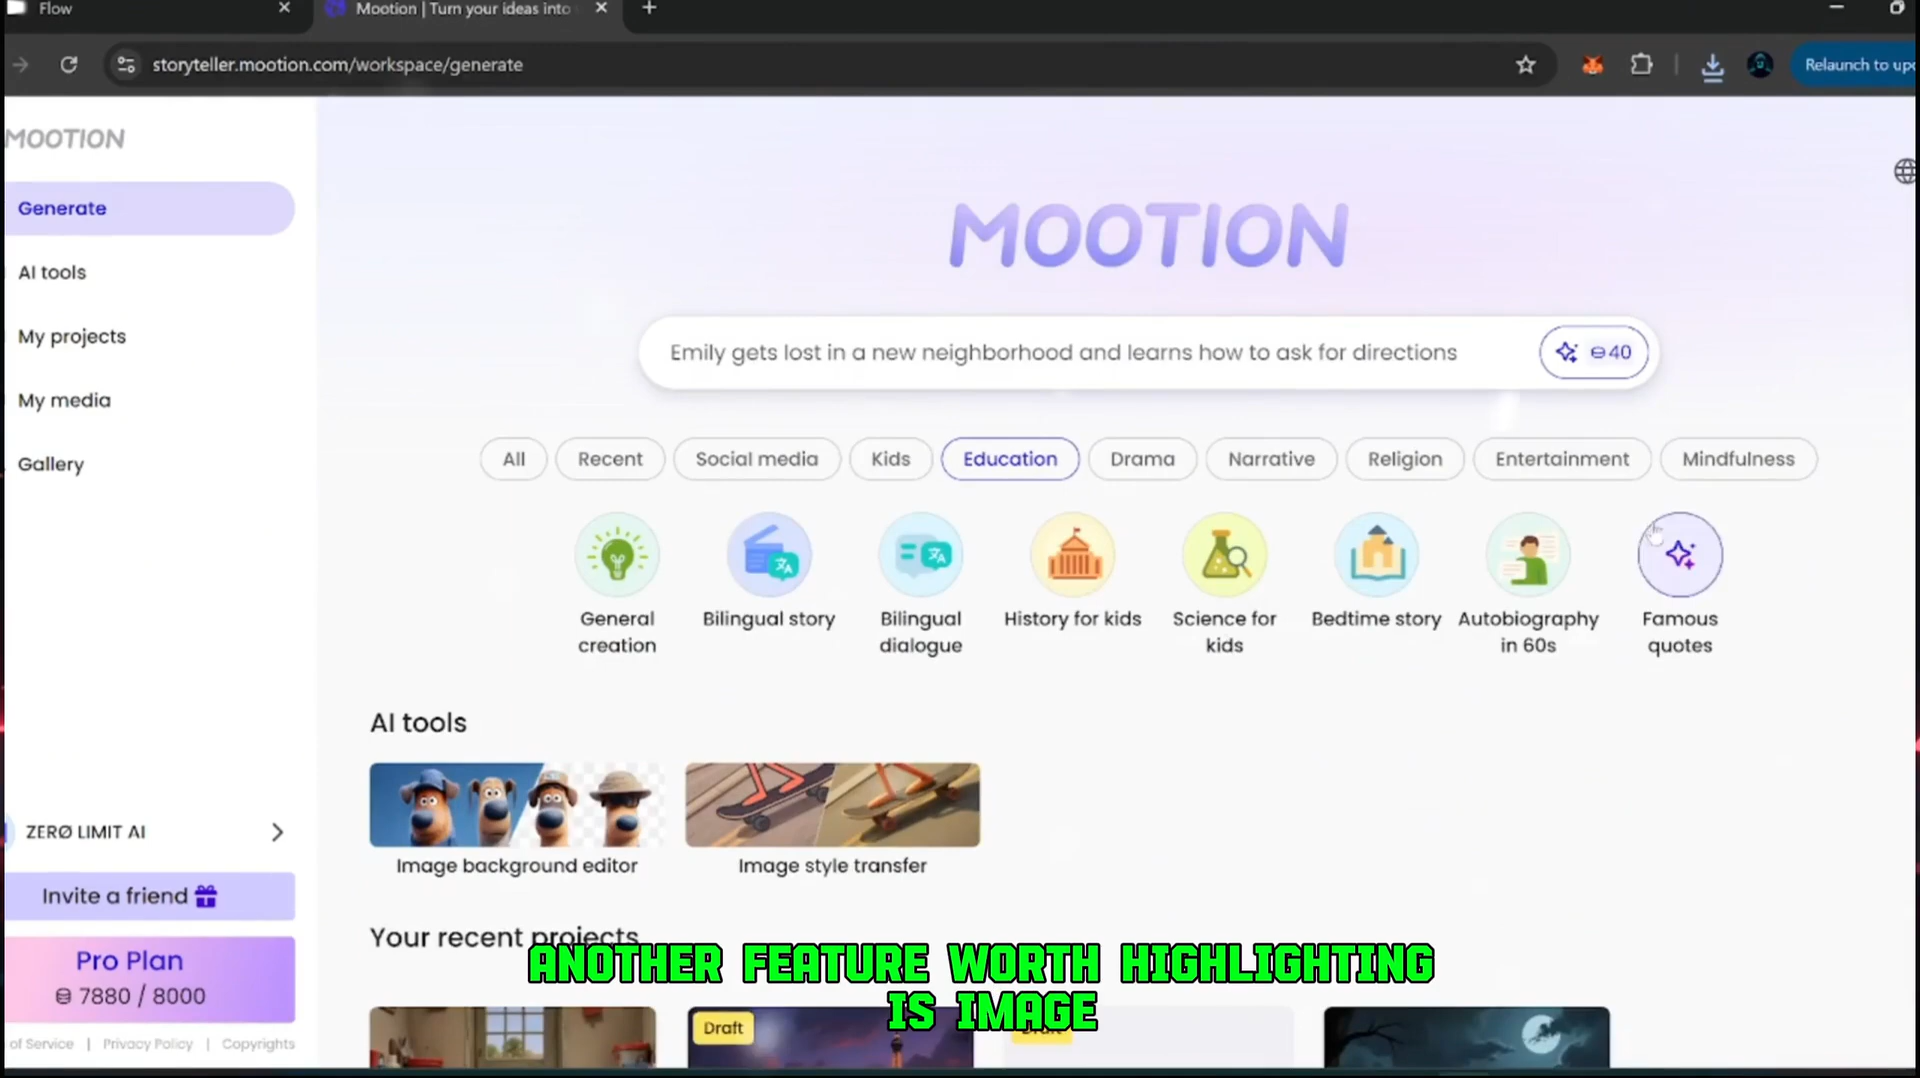 Flow
Mootion | Turn your ideas into
storyteller.mootion.com/workspace/generate
Relaunch to upd
MOOTION
Generate
AI tools
My projects
My media
Gallery
ZERØ LIMIT AI
Invite a friend
Pro Plan
7880 / 8000
of Service | Privacy Policy | Copyrights
MOOTION
Emily gets lost in a new neighborhood and learns how to ask for directions
40
All Recent Social media Kids Education Drama Narrative Religion Entertainment Mindfulness
General creation
Bilingual story
Bilingual dialogue
History for kids
Science for kids
Bedtime story
Autobiography in 60s
Famous quotes
AI tools
Image background editor
Image style transfer
Your recent projects
ANOTHER FEATURE WORTH HIGHLIGHTING
IS IMAGE
Draft